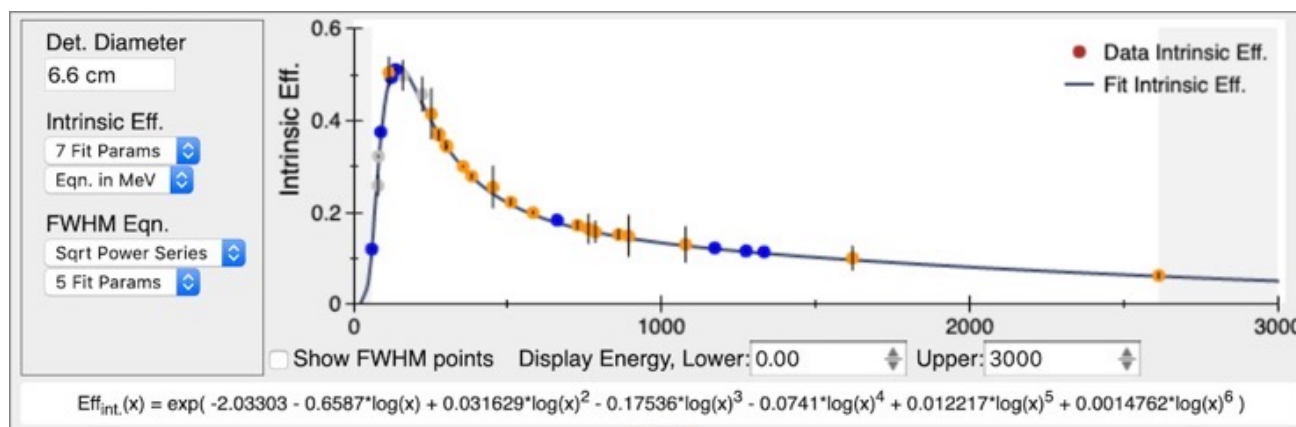 Det. Diameter
6.6 cm
Intrinsic Eff.
7 Fit Params
Eqn. in MeV
FWHM Eqn.
Sqrt Power Series
5 Fit Params
Intrinsic Eff.
0.6
0.4
0.2
0
0 1000 2000 3000
Data Intrinsic Eff.
Fit Intrinsic Eff.
Show FWHM points Display Energy, Lower: 0.00 Upper: 3000
Eff_int.(x) = exp( -2.03303 - 0.6587*log(x) + 0.031629*log(x)² - 0.17536*log(x)³ - 0.0741*log(x)⁴ + 0.012217*log(x)⁵ + 0.0014762*log(x)⁶ )